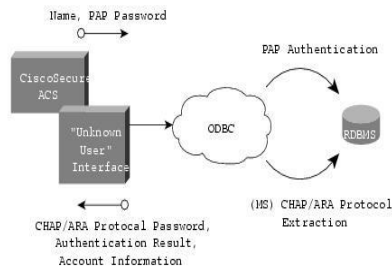 Name, PAP Password
PAP Authentication
CiscoSecure
ACS
"Unknown
User"
Interface
ODBC
RDBMS
(MS) CHAP/ARA Protocol
Extraction
CHAP/ARA Protocal Password,
Authentication Result,
Account Information